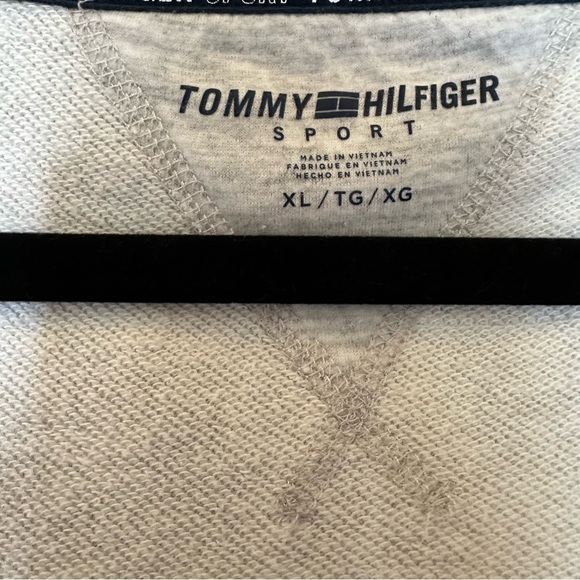 TOMMY HILFIGER
SPORT
MADE IN VIETNAM
FABRIQUE EN VIETNAM
HECHO EN VIETNAM
XL / TG / XG